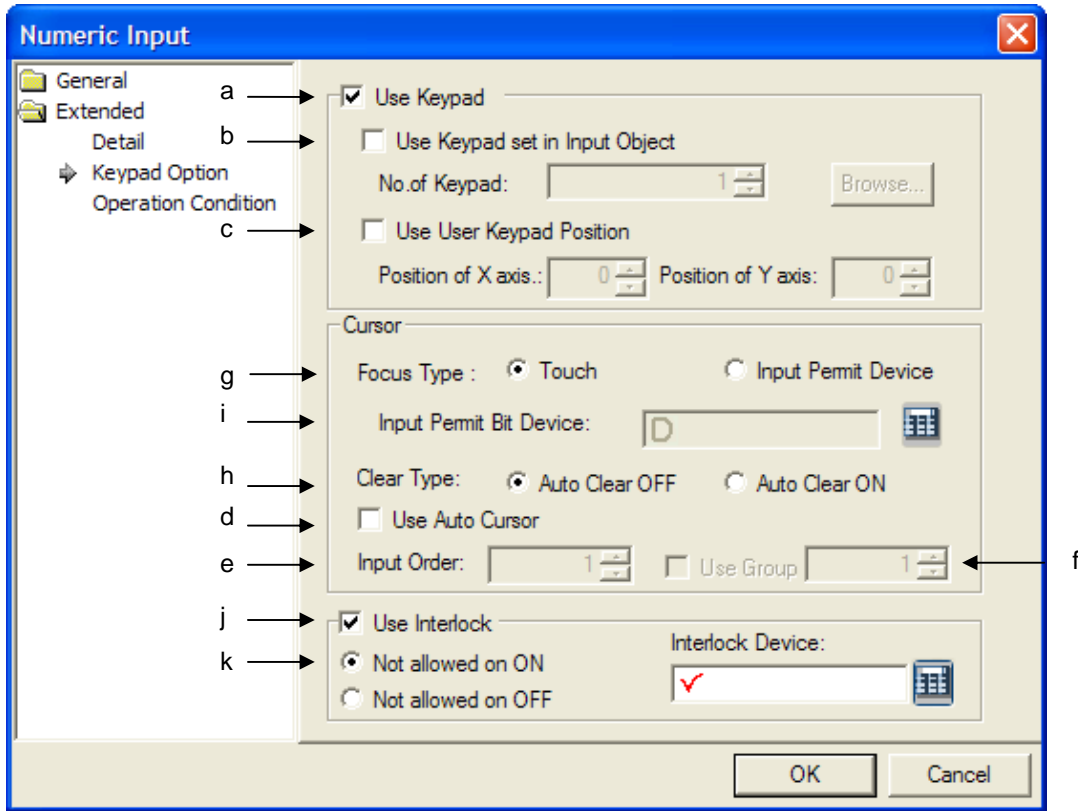 Numeric Input
General
Extended
Detail
Keypad Option
Operation Condition
a
Use Keypad
b
Use Keypad set in Input Object
No.of Keypad: 1 Browse...
c
Use User Keypad Position
Position of X axis.: 0 Position of Y axis: 0
Cursor
g
Focus Type : Touch Input Permit Device
i
Input Permit Bit Device: D
h
Clear Type: Auto Clear OFF Auto Clear ON
d
Use Auto Cursor
e
Input Order: 1 Use Group 1
f
j
Use Interlock
k
Not allowed on ON
Interlock Device:
Not allowed on OFF
OK Cancel